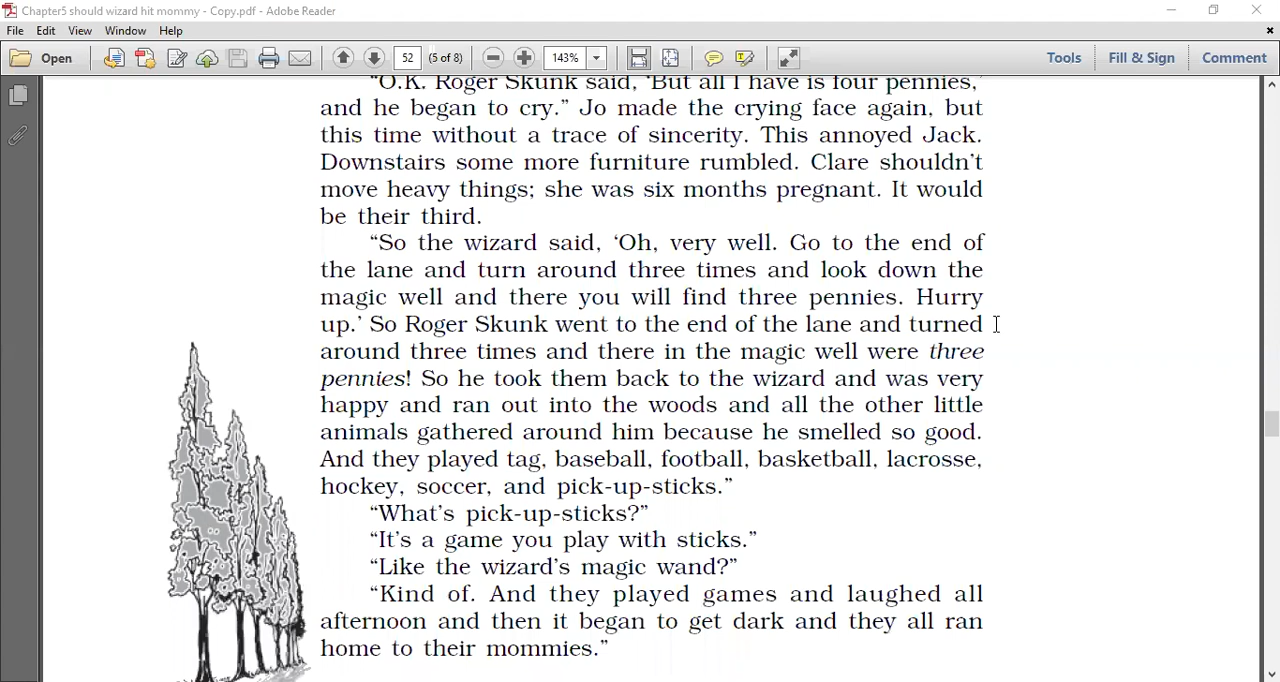 Chapter5 should wizard hit mommy - Copy.pdf - Adobe Reader
File Edit View Window Help
Open 52 (5 of 8) 143% Tools Fill & Sign Comment
“O.K. Roger Skunk said, ‘But all I have is four pennies,’
and he began to cry.” Jo made the crying face again, but
this time without a trace of sincerity. This annoyed Jack.
Downstairs some more furniture rumbled. Clare shouldn’t
move heavy things; she was six months pregnant. It would
be their third.
“So the wizard said, ‘Oh, very well. Go to the end of
the lane and turn around three times and look down the
magic well and there you will find three pennies. Hurry
up.’ So Roger Skunk went to the end of the lane and turned
around three times and there in the magic well were three
pennies! So he took them back to the wizard and was very
happy and ran out into the woods and all the other little
animals gathered around him because he smelled so good.
And they played tag, baseball, football, basketball, lacrosse,
hockey, soccer, and pick-up-sticks.”
“What’s pick-up-sticks?”
“It’s a game you play with sticks.”
“Like the wizard’s magic wand?”
“Kind of. And they played games and laughed all
afternoon and then it began to get dark and they all ran
home to their mommies.”